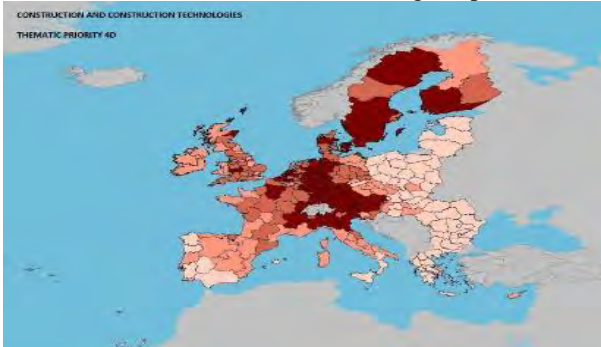 CONSTRUCTION AND CONSTRUCTION TECHNOLOGIES
THEMATIC PRIORITY 4D